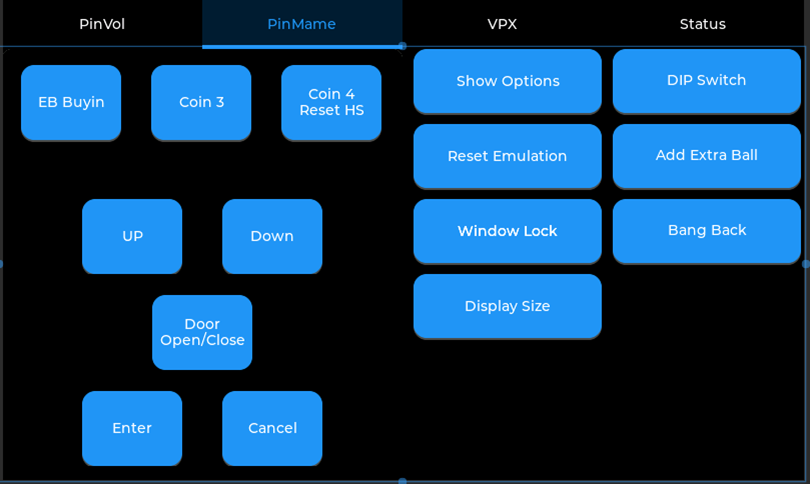 PinVol
PinMame
VPX
Status
EB Buyin
Coin 3
Coin 4
Reset HS
Show Options
DIP Switch
Reset Emulation
Add Extra Ball
UP
Down
Window Lock
Bang Back
Door
Open/Close
Display Size
Enter
Cancel